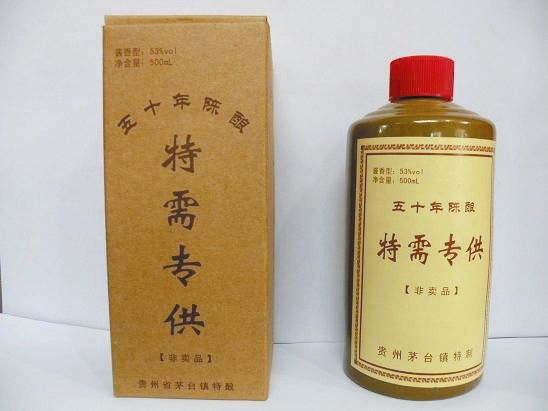 酱香型：53%vol
净含量：500mL
五十年陈酿
特需专供
【非卖品】
贵州省茅台镇特酿
酱香型：53%vol
净含量：500mL
五十年陈酿
特需专供
【非卖品】
贵州茅台镇特制